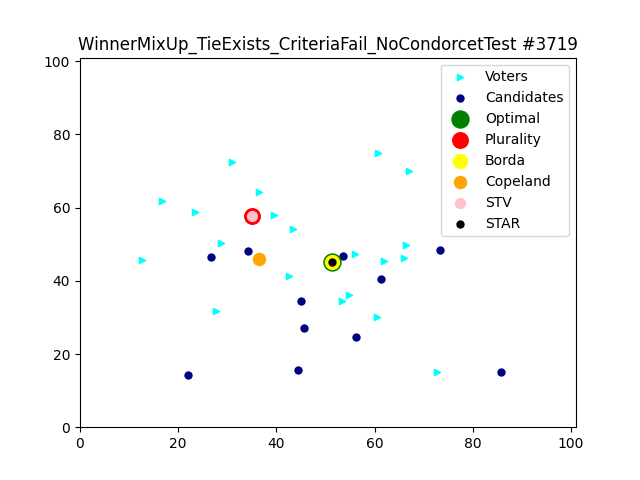 WinnerMixUp_TieExists_CriteriaFail_NoCondorcetTest #3719
100
80
60
40
20
0
0
20
40
60
80
100
Voters
Candidates
Optimal
Plurality
Borda
Copeland
STV
STAR